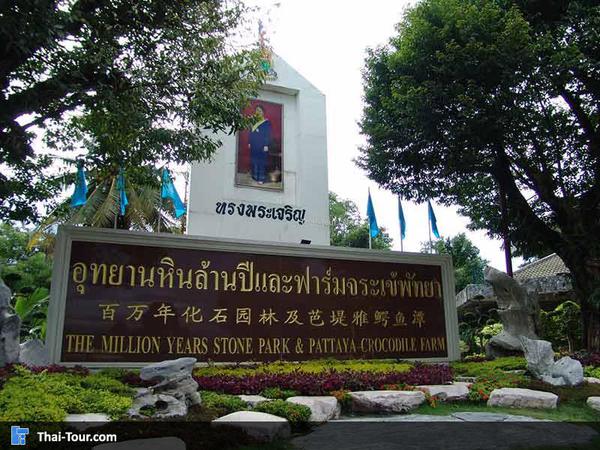 ทรงพระเจริญ
อุทยานหินล้านปีและฟาร์มจระเข้พัทยา
百万年化石园林及芭堤雅鳄鱼潭
THE MILLION YEARS STONE PARK & PATTAYA CROCODILE FARM
Thai-Tour.com